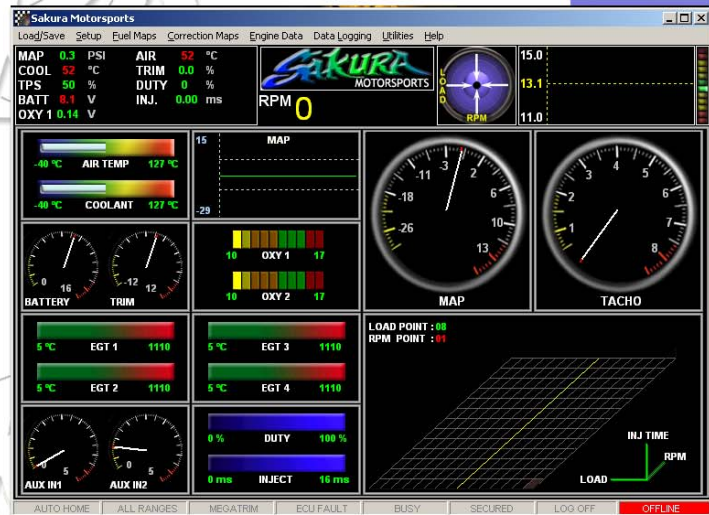 Sakura Motorsports
Load/Save Setup Fuel Maps Correction Maps Engine Data Data Logging Utilities Help
MAP 0.3 PSI AIR 52 °C
COOL 52 °C TRIM 0.0 %
TPS 50 % DUTY 0 %
BATT 8.1 V INJ. 0.00 ms
OXY 1 0.14 V
SAKURA
MOTORSPORTS
RPM 0
LOAD
RPM
15.0
13.1
11.0
-40 °C AIR TEMP 127 °C
-40 °C COOLANT 127 °C
15 MAP
-29
-26 -18 -11 -3 2 6 10 13
MAP
1 2 3 4 5 6 7 8
TACHO
0 16
BATTERY
-12 12
TRIM
10 OXY 1 17
10 OXY 2 17
5 °C EGT 1 1110
5 °C EGT 2 1110
5 °C EGT 3 1110
5 °C EGT 4 1110
LOAD POINT : 08
RPM POINT : 01
INJ TIME
RPM
LOAD
0 5
AUX IN1
0 5
AUX IN2
0 % DUTY 100 %
0 ms INJECT 16 ms
AUTO HOME ALL RANGES MEGATRIM ECU FAULT BUSY SECURED LOG OFF OFFLINE